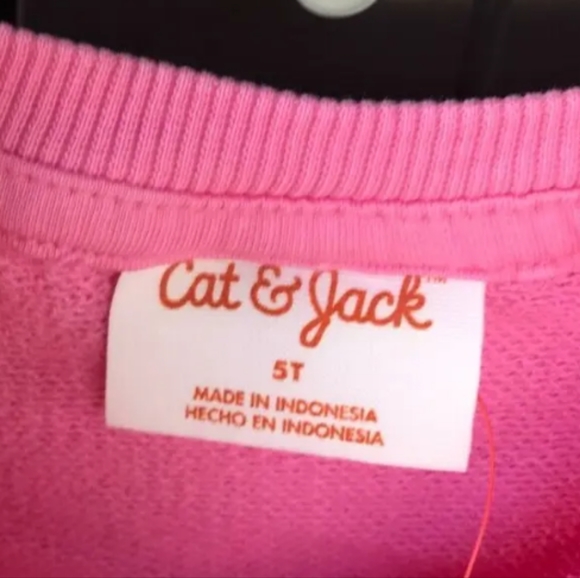 Cat & Jack™
5T
MADE IN INDONESIA
HECHO EN INDONESIA